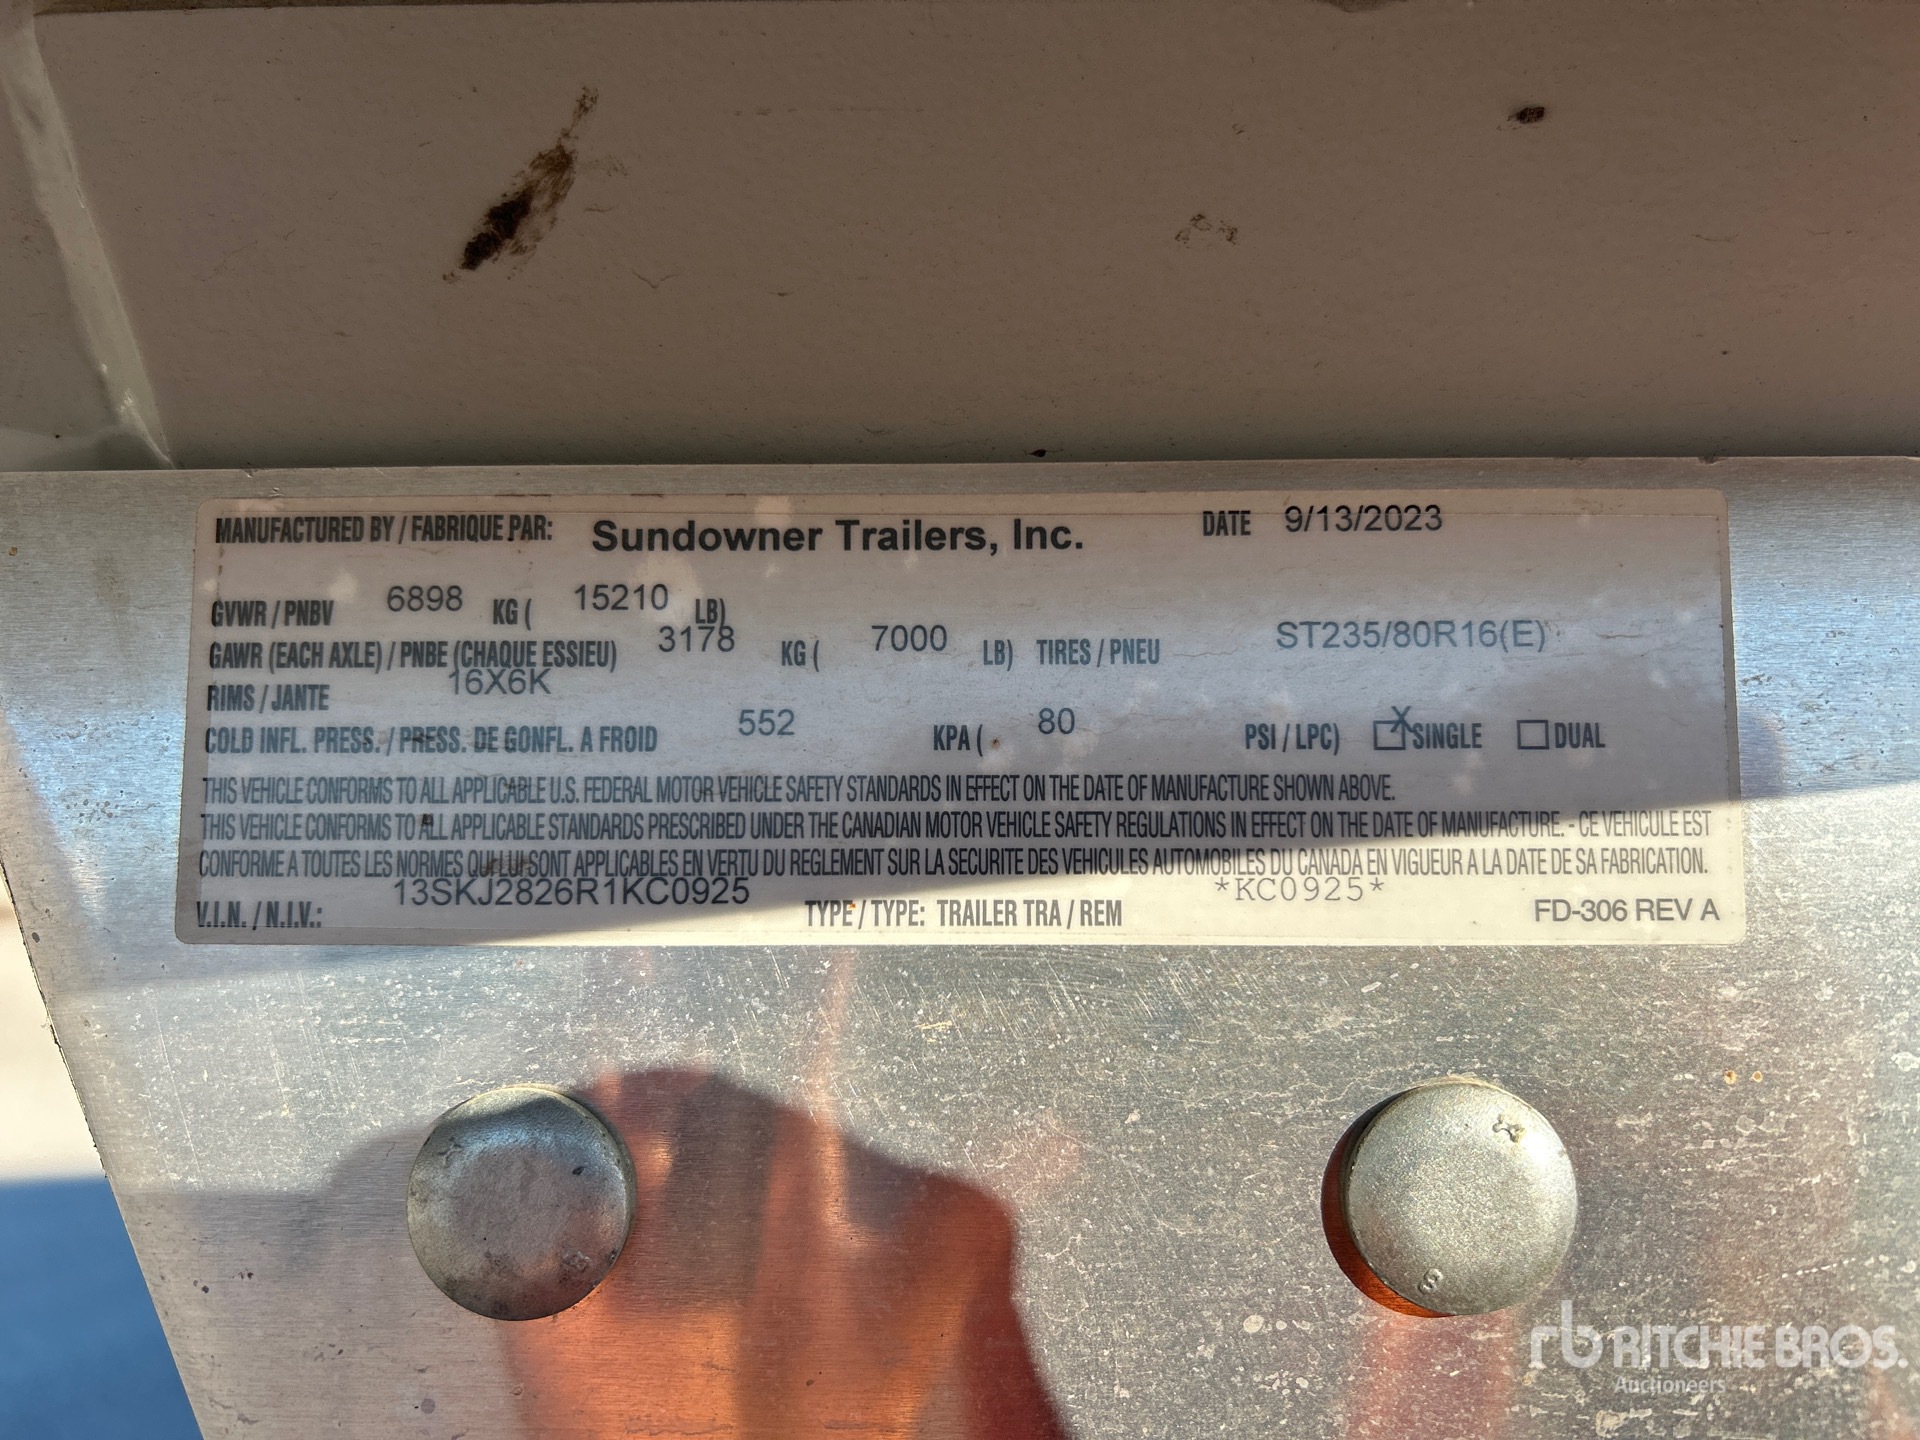 MANUFACTURED BY / FABRIQUE PAR: Sundowner Trailers, Inc. DATE 9/13/2023
GVWR / PNBV 6898 KG ( 15210 LB)
GAWR (EACH AXLE) / PNBE (CHAQUE ESSIEU) 3178 KG ( 7000 LB) TIRES / PNEU ST235/80R16(E)
RIMS / JANTE 16X6K
COLD INFL. PRESS. / PRESS. DE GONFL. A FROID 552 KPA ( 80 PSI / LPC) X SINGLE DUAL
THIS VEHICLE CONFORMS TO ALL APPLICABLE U.S. FEDERAL MOTOR VEHICLE SAFETY STANDARDS IN EFFECT ON THE DATE OF MANUFACTURE SHOWN ABOVE.
THIS VEHICLE CONFORMS TO ALL APPLICABLE STANDARDS PRESCRIBED UNDER THE CANADIAN MOTOR VEHICLE SAFETY REGULATIONS IN EFFECT ON THE DATE OF MANUFACTURE. - CE VEHICULE EST
CONFORME A TOUTES LES NORMES QUI LUI SONT APPLICABLES EN VERTU DU REGLEMENT SUR LA SECURITE DES VEHICULES AUTOMOBILES DU CANADA EN VIGUEUR A LA DATE DE SA FABRICATION.
V.I.N. / N.I.V.: 13SKJ2826R1KC0925 TYPE / TYPE: TRAILER TRA / REM *KC0925* FD-306 REV A
rb RITCHIE BROS.
Auctioneers